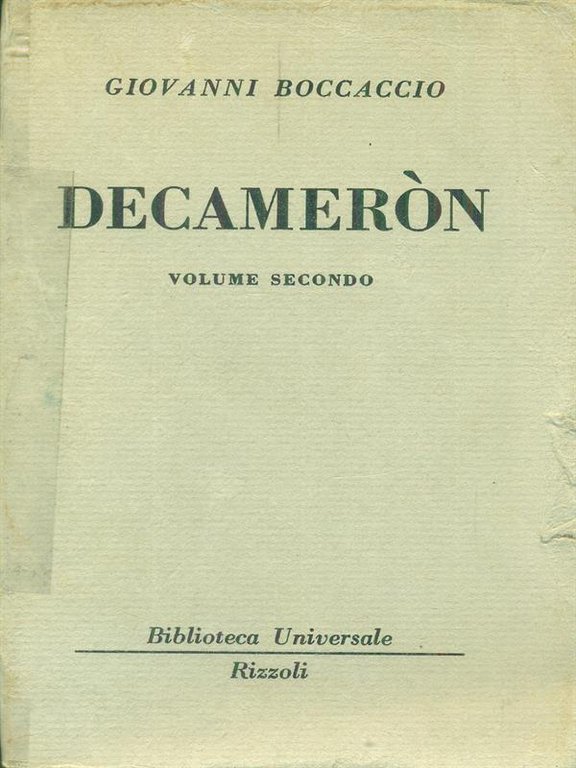 GIOVANNI BOCCACCIO
DECAMERÒN
VOLUME SECONDO
Biblioteca Universale
Rizzoli